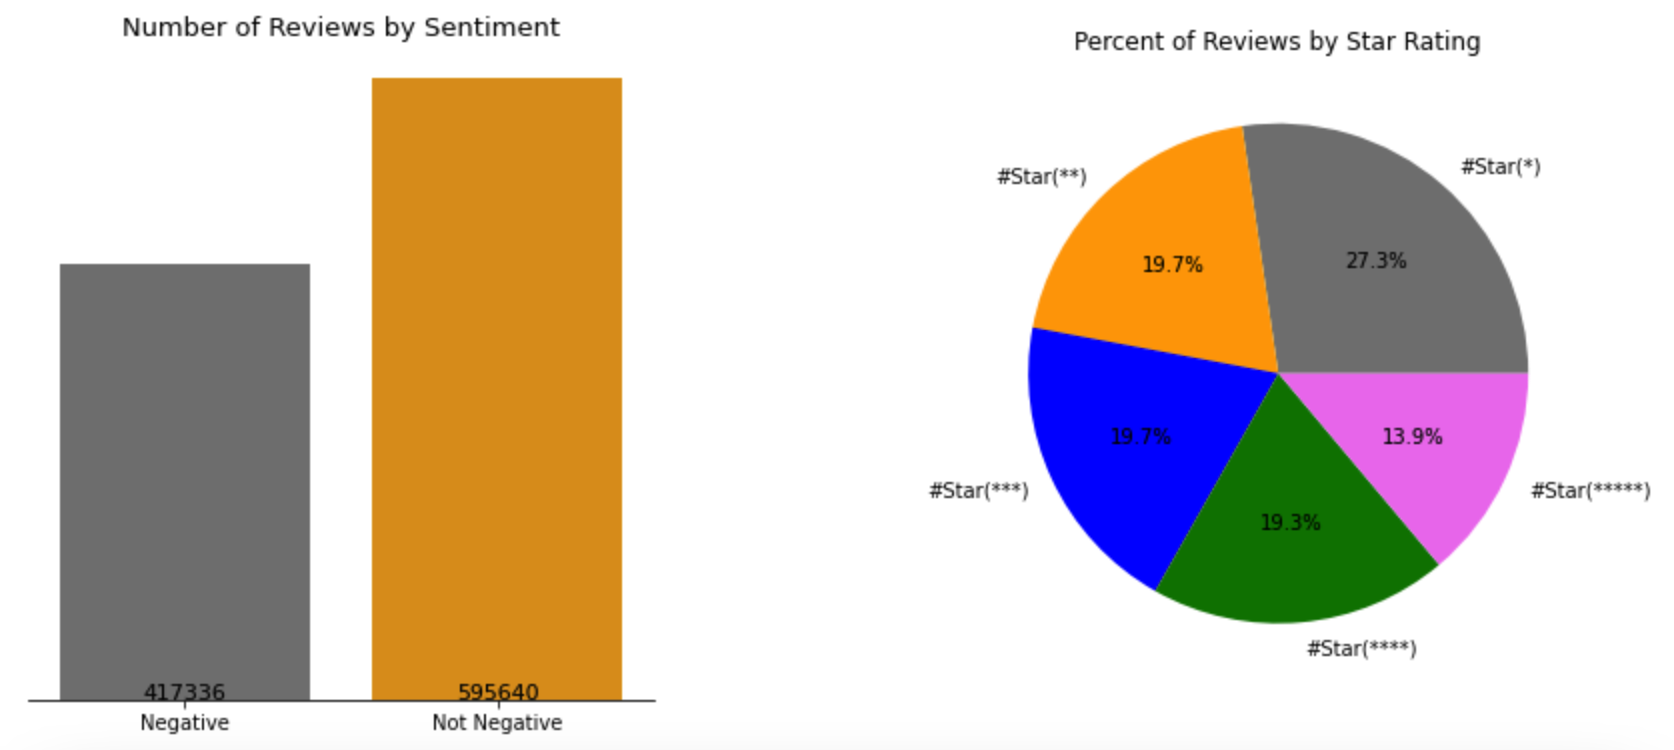 Number of Reviews by Sentiment
417336
595640
Negative
Not Negative
Percent of Reviews by Star Rating
#Star(*)
#Star(**)
27.3%
19.7%
19.7%
13.9%
#Star(***)
#Star(*****)
19.3%
#Star(****)